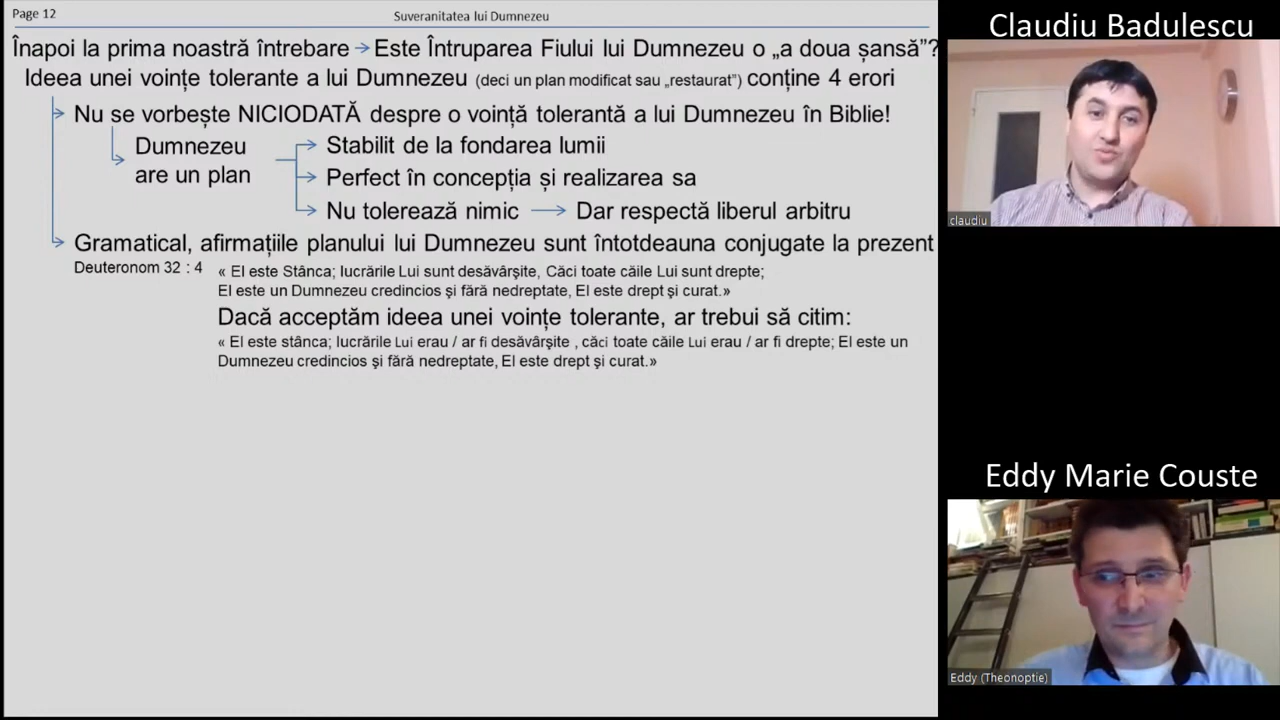 Page 12
Suveranitatea lui Dumnezeu
Înapoi la prima noastră întrebare → Este Întruparea Fiului lui Dumnezeu o „a doua șansă”?
Ideea unei voințe tolerante a lui Dumnezeu (deci un plan modificat sau „restaurat”) conține 4 erori
Nu se vorbește NICIODATĂ despre o voință tolerantă a lui Dumnezeu în Biblie!
Dumnezeu
are un plan
Stabilit de la fondarea lumii
Perfect în concepția și realizarea sa
Nu tolerează nimic → Dar respectă liberul arbitru
Gramatical, afirmațiile planului lui Dumnezeu sunt întotdeauna conjugate la prezent
Deuteronom 32 : 4
« El este Stânca; lucrările Lui sunt desăvârşite, Căci toate căile Lui sunt drepte;
El este un Dumnezeu credincios şi fără nedreptate, El este drept şi curat.»
Dacă acceptăm ideea unei voințe tolerante, ar trebui să citim:
« El este stânca; lucrările Lui erau / ar fi desăvârşite , căci toate căile Lui erau / ar fi drepte; El este un
Dumnezeu credincios şi fără nedreptate, El este drept şi curat.»
Claudiu Badulescu
claudiu
Eddy Marie Couste
Eddy (Theonoptie)